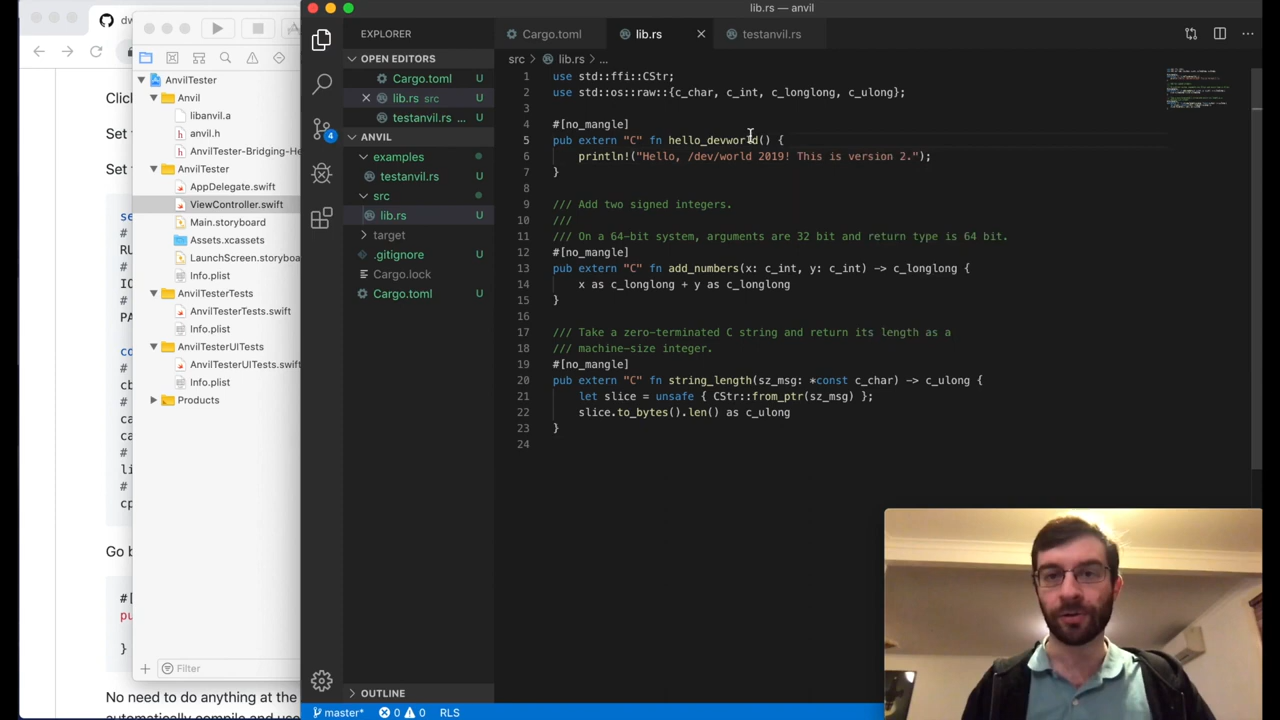 lib.rs — anvil
dw
Clic
Set t
Set t
se
#
RU
#
IO
#
PA
co
#
cb
#
ca
ca
#
li
#
cp
Go b
#[
pu
}
No need to do anything at the
automatically compile and use
AnvilTester
Anvil
libanvil.a
anvil.h
AnvilTester-Bridging-He
AnvilTester
AppDelegate.swift
ViewController.swift
Main.storyboard
Assets.xcassets
LaunchScreen.storyboa
Info.plist
AnvilTesterTests
AnvilTesterTests.swift
Info.plist
AnvilTesterUITests
AnvilTesterUITests.swift
Info.plist
Products
Filter
EXPLORER
OPEN EDITORS
Cargo.toml U
lib.rs src U
testanvil.rs ... U
ANVIL
examples
testanvil.rs U
src
lib.rs U
target
.gitignore U
Cargo.lock
Cargo.toml U
OUTLINE
4
Cargo.toml lib.rs testanvil.rs
src > lib.rs > ...
1 use std::ffi::CStr;
2 use std::os::raw::{c_char, c_int, c_longlong, c_ulong};
3
4 #[no_mangle]
5 pub extern "C" fn hello_devworld() {
6 println!("Hello, /dev/world 2019! This is version 2.");
7 }
8
9 /// Add two signed integers.
10 ///
11 /// On a 64-bit system, arguments are 32 bit and return type is 64 bit.
12 #[no_mangle]
13 pub extern "C" fn add_numbers(x: c_int, y: c_int) -> c_longlong {
14 x as c_longlong + y as c_longlong
15 }
16
17 /// Take a zero-terminated C string and return its length as a
18 /// machine-size integer.
19 #[no_mangle]
20 pub extern "C" fn string_length(sz_msg: *const c_char) -> c_ulong {
21 let slice = unsafe { CStr::from_ptr(sz_msg) };
22 slice.to_bytes().len() as c_ulong
23 }
24
master* 0 0 RLS